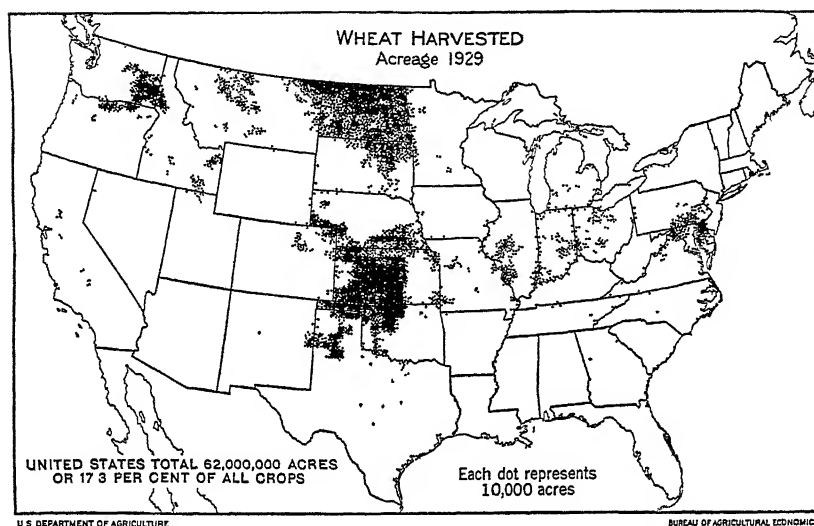 WHEAT HARVESTED
Acreage 1929
UNITED STATES TOTAL 62,000,000 ACRES
OR 17 3 PER CENT OF ALL CROPS
Each dot represents
10,000 acres
U S DEPARTMENT OF AGRICULTURE
BUREAU OF AGRICULTURAL ECONOMIC